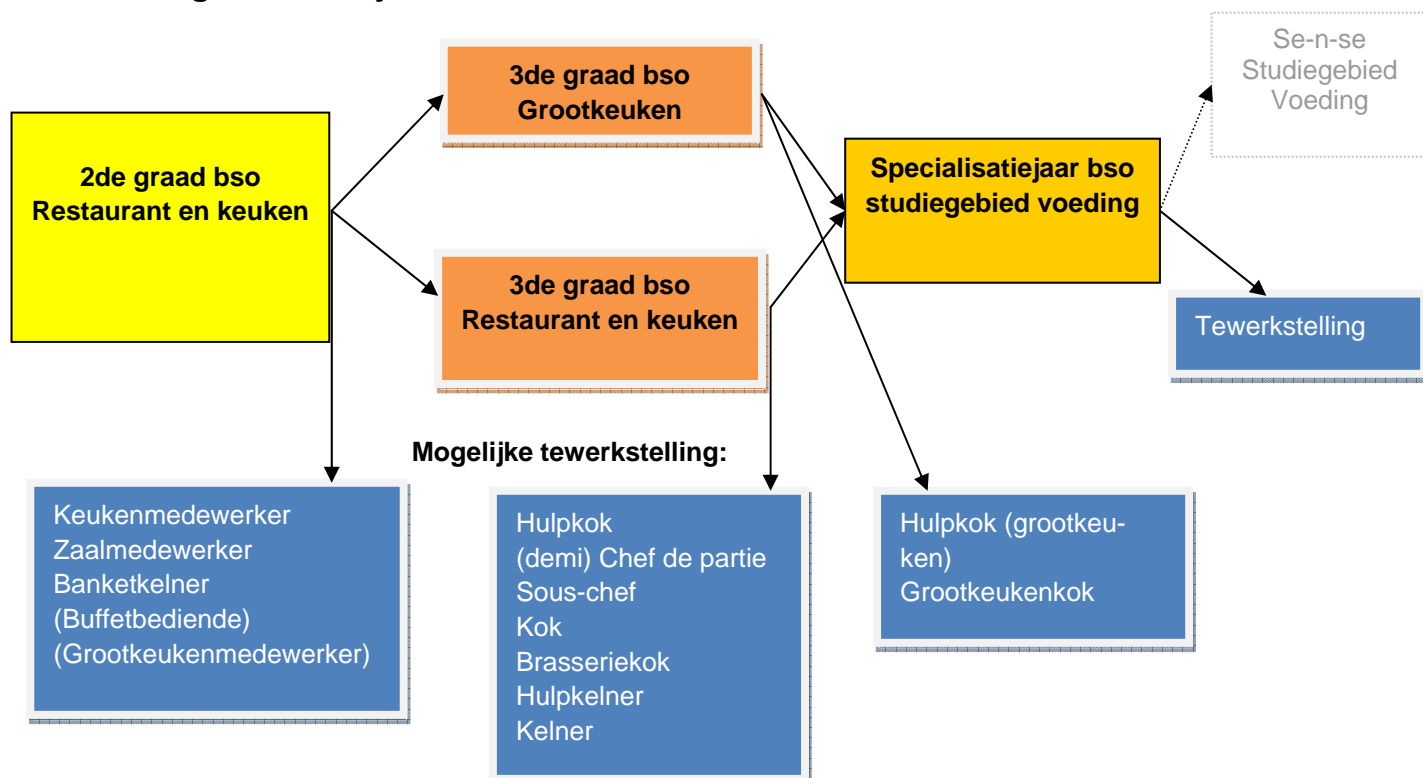 3de graad bso
Grootkeuken
Se-n-se
Studiegebied
Voeding
2de graad bso
Restaurant en keuken
Specialisatiejaar bso
studiegebied voeding
3de graad bso
Restaurant en keuken
Tewerkstelling
Mogelijke tewerkstelling:
Keukenmedewerker
Zaalmedewerker
Banketkelner
(Buffetbediende)
(Grootkeukenmedewerker)
Hulpkok
(demi) Chef de partie
Sous-chef
Kok
Brasseriekok
Hulpkelner
Kelner
Hulpkok (grootkeu-
ken)
Grootkeukenkok